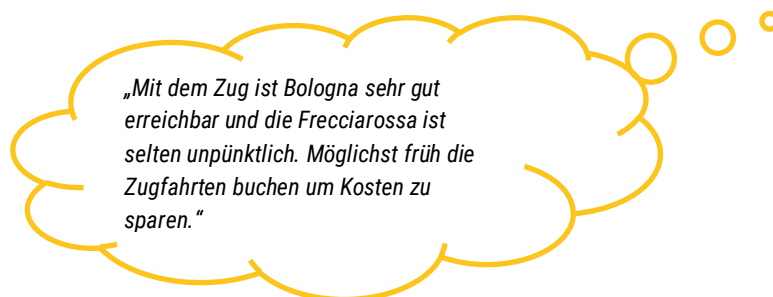 „Mit dem Zug ist Bologna sehr gut
erreichbar und die Frecciarossa ist
selten unpünktlich. Möglichst früh die
Zugfahrten buchen um Kosten zu
sparen.“